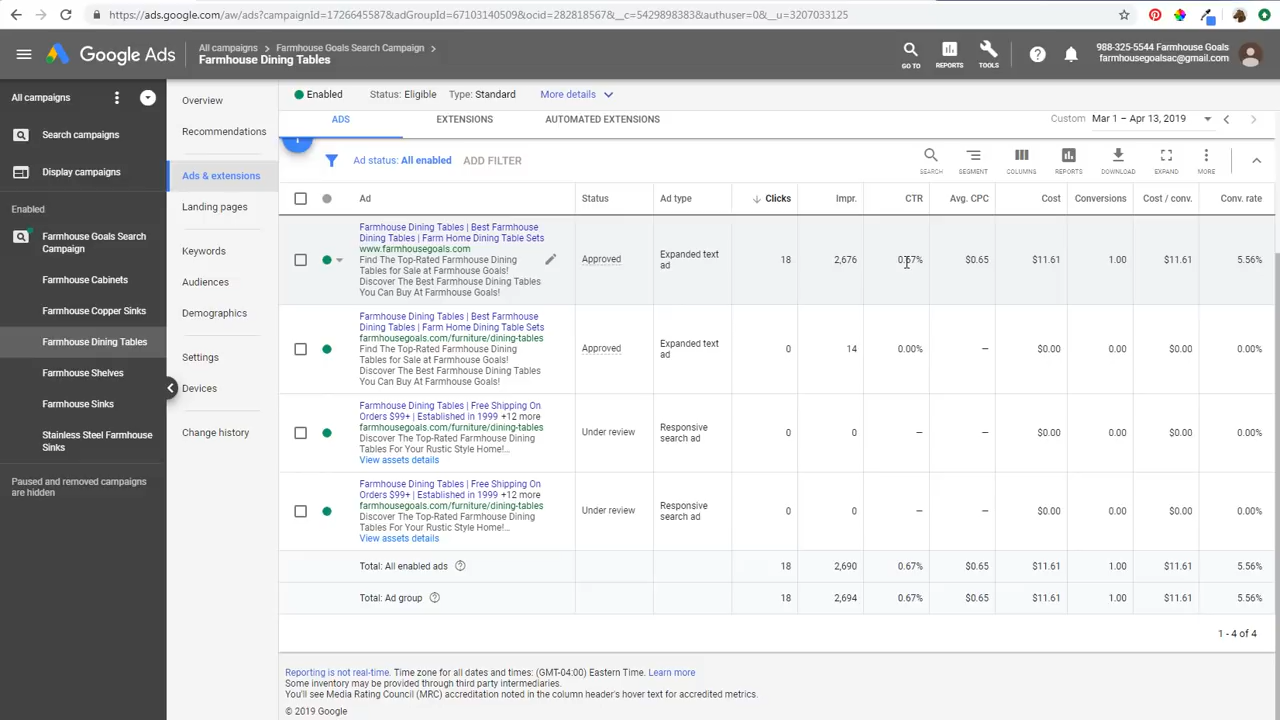 https://ads.google.com/aw/ads?campaignId=1726645587&adGroupId=67103140509&ocid=282818567&__c=5429898383&authuser=0&__u=3207033125
Google Ads
All campaigns > Farmhouse Goals Search Campaign >
Farmhouse Dining Tables
GO TO
REPORTS
TOOLS
988-325-5544 Farmhouse Goals
farmhousegoalsac@gmail.com
All campaigns
Search campaigns
Display campaigns
Enabled
Farmhouse Goals Search
Campaign
Farmhouse Cabinets
Farmhouse Copper Sinks
Farmhouse Dining Tables
Farmhouse Shelves
Farmhouse Sinks
Stainless Steel Farmhouse
Sinks
Paused and removed campaigns
are hidden
Overview
Recommendations
Ads & extensions
Landing pages
Keywords
Audiences
Demographics
Settings
Devices
Change history
Enabled Status: Eligible Type: Standard More details
ADS EXTENSIONS AUTOMATED EXTENSIONS Custom Mar 1 – Apr 13, 2019
Ad status: All enabled ADD FILTER
SEARCH SEGMENT COLUMNS REPORTS DOWNLOAD EXPAND MORE
Ad Status Ad type Clicks Impr. CTR Avg. CPC Cost Conversions Cost / conv. Conv. rate
Farmhouse Dining Tables | Best Farmhouse
Dining Tables | Farm Home Dining Table Sets
www.farmhousegoals.com
Find The Top-Rated Farmhouse Dining
Tables for Sale at Farmhouse Goals!
Discover The Best Farmhouse Dining Tables
You Can Buy At Farmhouse Goals!
Approved
Expanded text
ad
18 2,676 0.67% $0.65 $11.61 1.00 $11.61 5.56%
Farmhouse Dining Tables | Best Farmhouse
Dining Tables | Farm Home Dining Table Sets
farmhousegoals.com/furniture/dining-tables
Find The Top-Rated Farmhouse Dining
Tables for Sale at Farmhouse Goals!
Discover The Best Farmhouse Dining Tables
You Can Buy At Farmhouse Goals!
Approved
Expanded text
ad
0 14 0.00% – $0.00 0.00 $0.00 0.00%
Farmhouse Dining Tables | Free Shipping On
Orders $99+ | Established in 1999 +12 more
farmhousegoals.com/furniture/dining-tables
Discover The Top-Rated Farmhouse Dining
Tables For Your Rustic Style Home!...
View assets details
Under review
Responsive
search ad
0 0 – – $0.00 0.00 $0.00 0.00%
Farmhouse Dining Tables | Free Shipping On
Orders $99+ | Established in 1999 +12 more
farmhousegoals.com/furniture/dining-tables
Discover The Top-Rated Farmhouse Dining
Tables For Your Rustic Style Home!...
View assets details
Under review
Responsive
search ad
0 0 – – $0.00 0.00 $0.00 0.00%
Total: All enabled ads 18 2,690 0.67% $0.65 $11.61 1.00 $11.61 5.56%
Total: Ad group 18 2,694 0.67% $0.65 $11.61 1.00 $11.61 5.56%
1 - 4 of 4
Reporting is not real-time. Time zone for all dates and times: (GMT-04:00) Eastern Time. Learn more
Some inventory may be provided through third party intermediaries.
You'll see Media Rating Council (MRC) accreditation noted in the column header's hover text for accredited metrics.
© 2019 Google